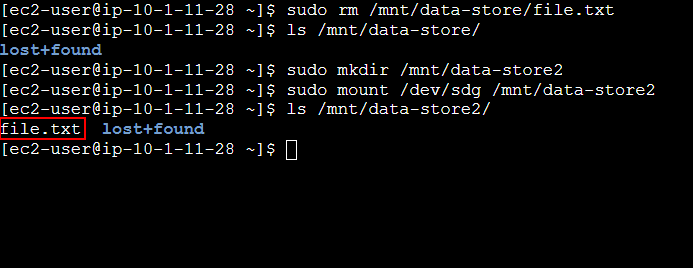 [ec2-user@ip-10-1-11-28 ~]$ sudo rm /mnt/data-store/file.txt
[ec2-user@ip-10-1-11-28 ~]$ ls /mnt/data-store/
lost+found
[ec2-user@ip-10-1-11-28 ~]$ sudo mkdir /mnt/data-store2
[ec2-user@ip-10-1-11-28 ~]$ sudo mount /dev/sdg /mnt/data-store2
[ec2-user@ip-10-1-11-28 ~]$ ls /mnt/data-store2/
file.txt  lost+found
[ec2-user@ip-10-1-11-28 ~]$